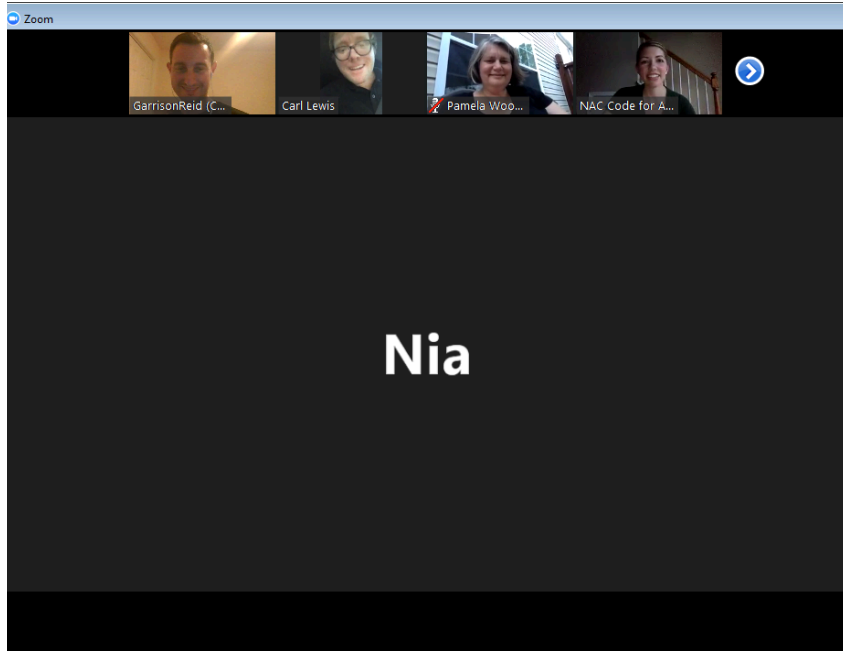 Zoom
GarrisonReid (C...
Carl Lewis
Pamela Woo...
NAC Code for A...
Nia